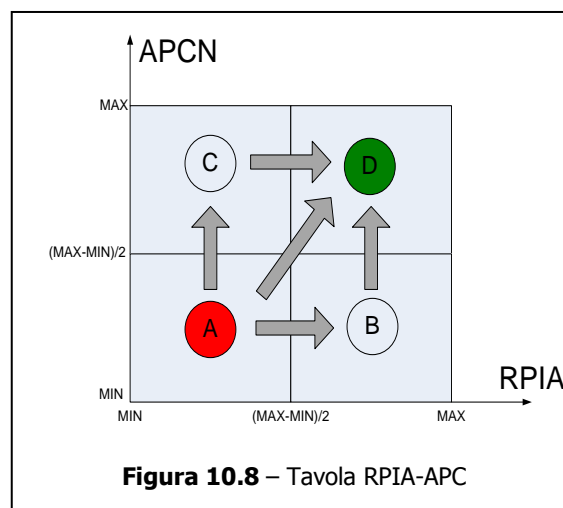 APCN
MAX
C
D
(MAX-MIN)/2
A
B
MIN
RPIA
MIN
(MAX-MIN)/2
MAX
Figura 10.8 – Tavola RPIA-APC